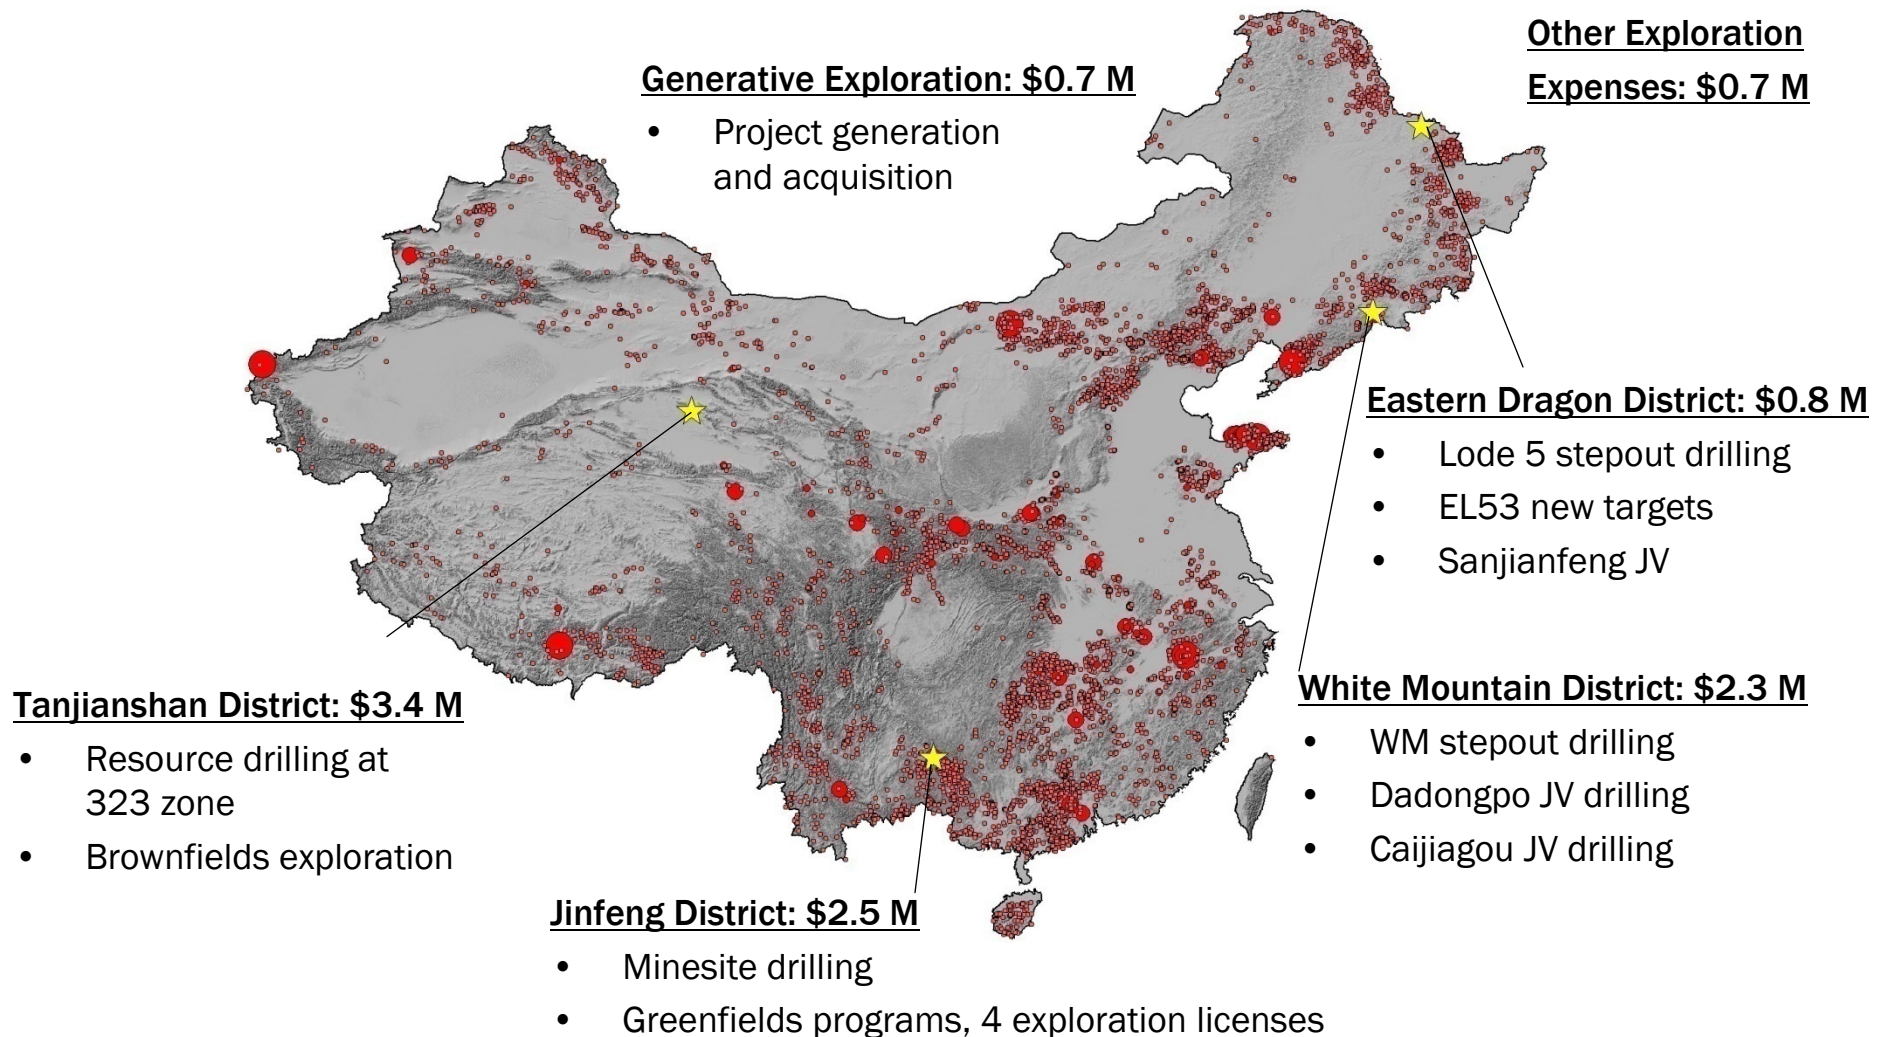 Generative Exploration: $0.7 M
• Project generation
and acquisition
Other Exploration
Expenses: $0.7 M
Eastern Dragon District: $0.8 M
• Lode 5 stepout drilling
• EL53 new targets
• Sanjianfeng JV
White Mountain District: $2.3 M
• WM stepout drilling
• Dadongpo JV drilling
• Caijiagou JV drilling
Tanjianshan District: $3.4 M
• Resource drilling at
323 zone
• Brownfields exploration
Jinfeng District: $2.5 M
• Minesite drilling
• Greenfields programs, 4 exploration licenses